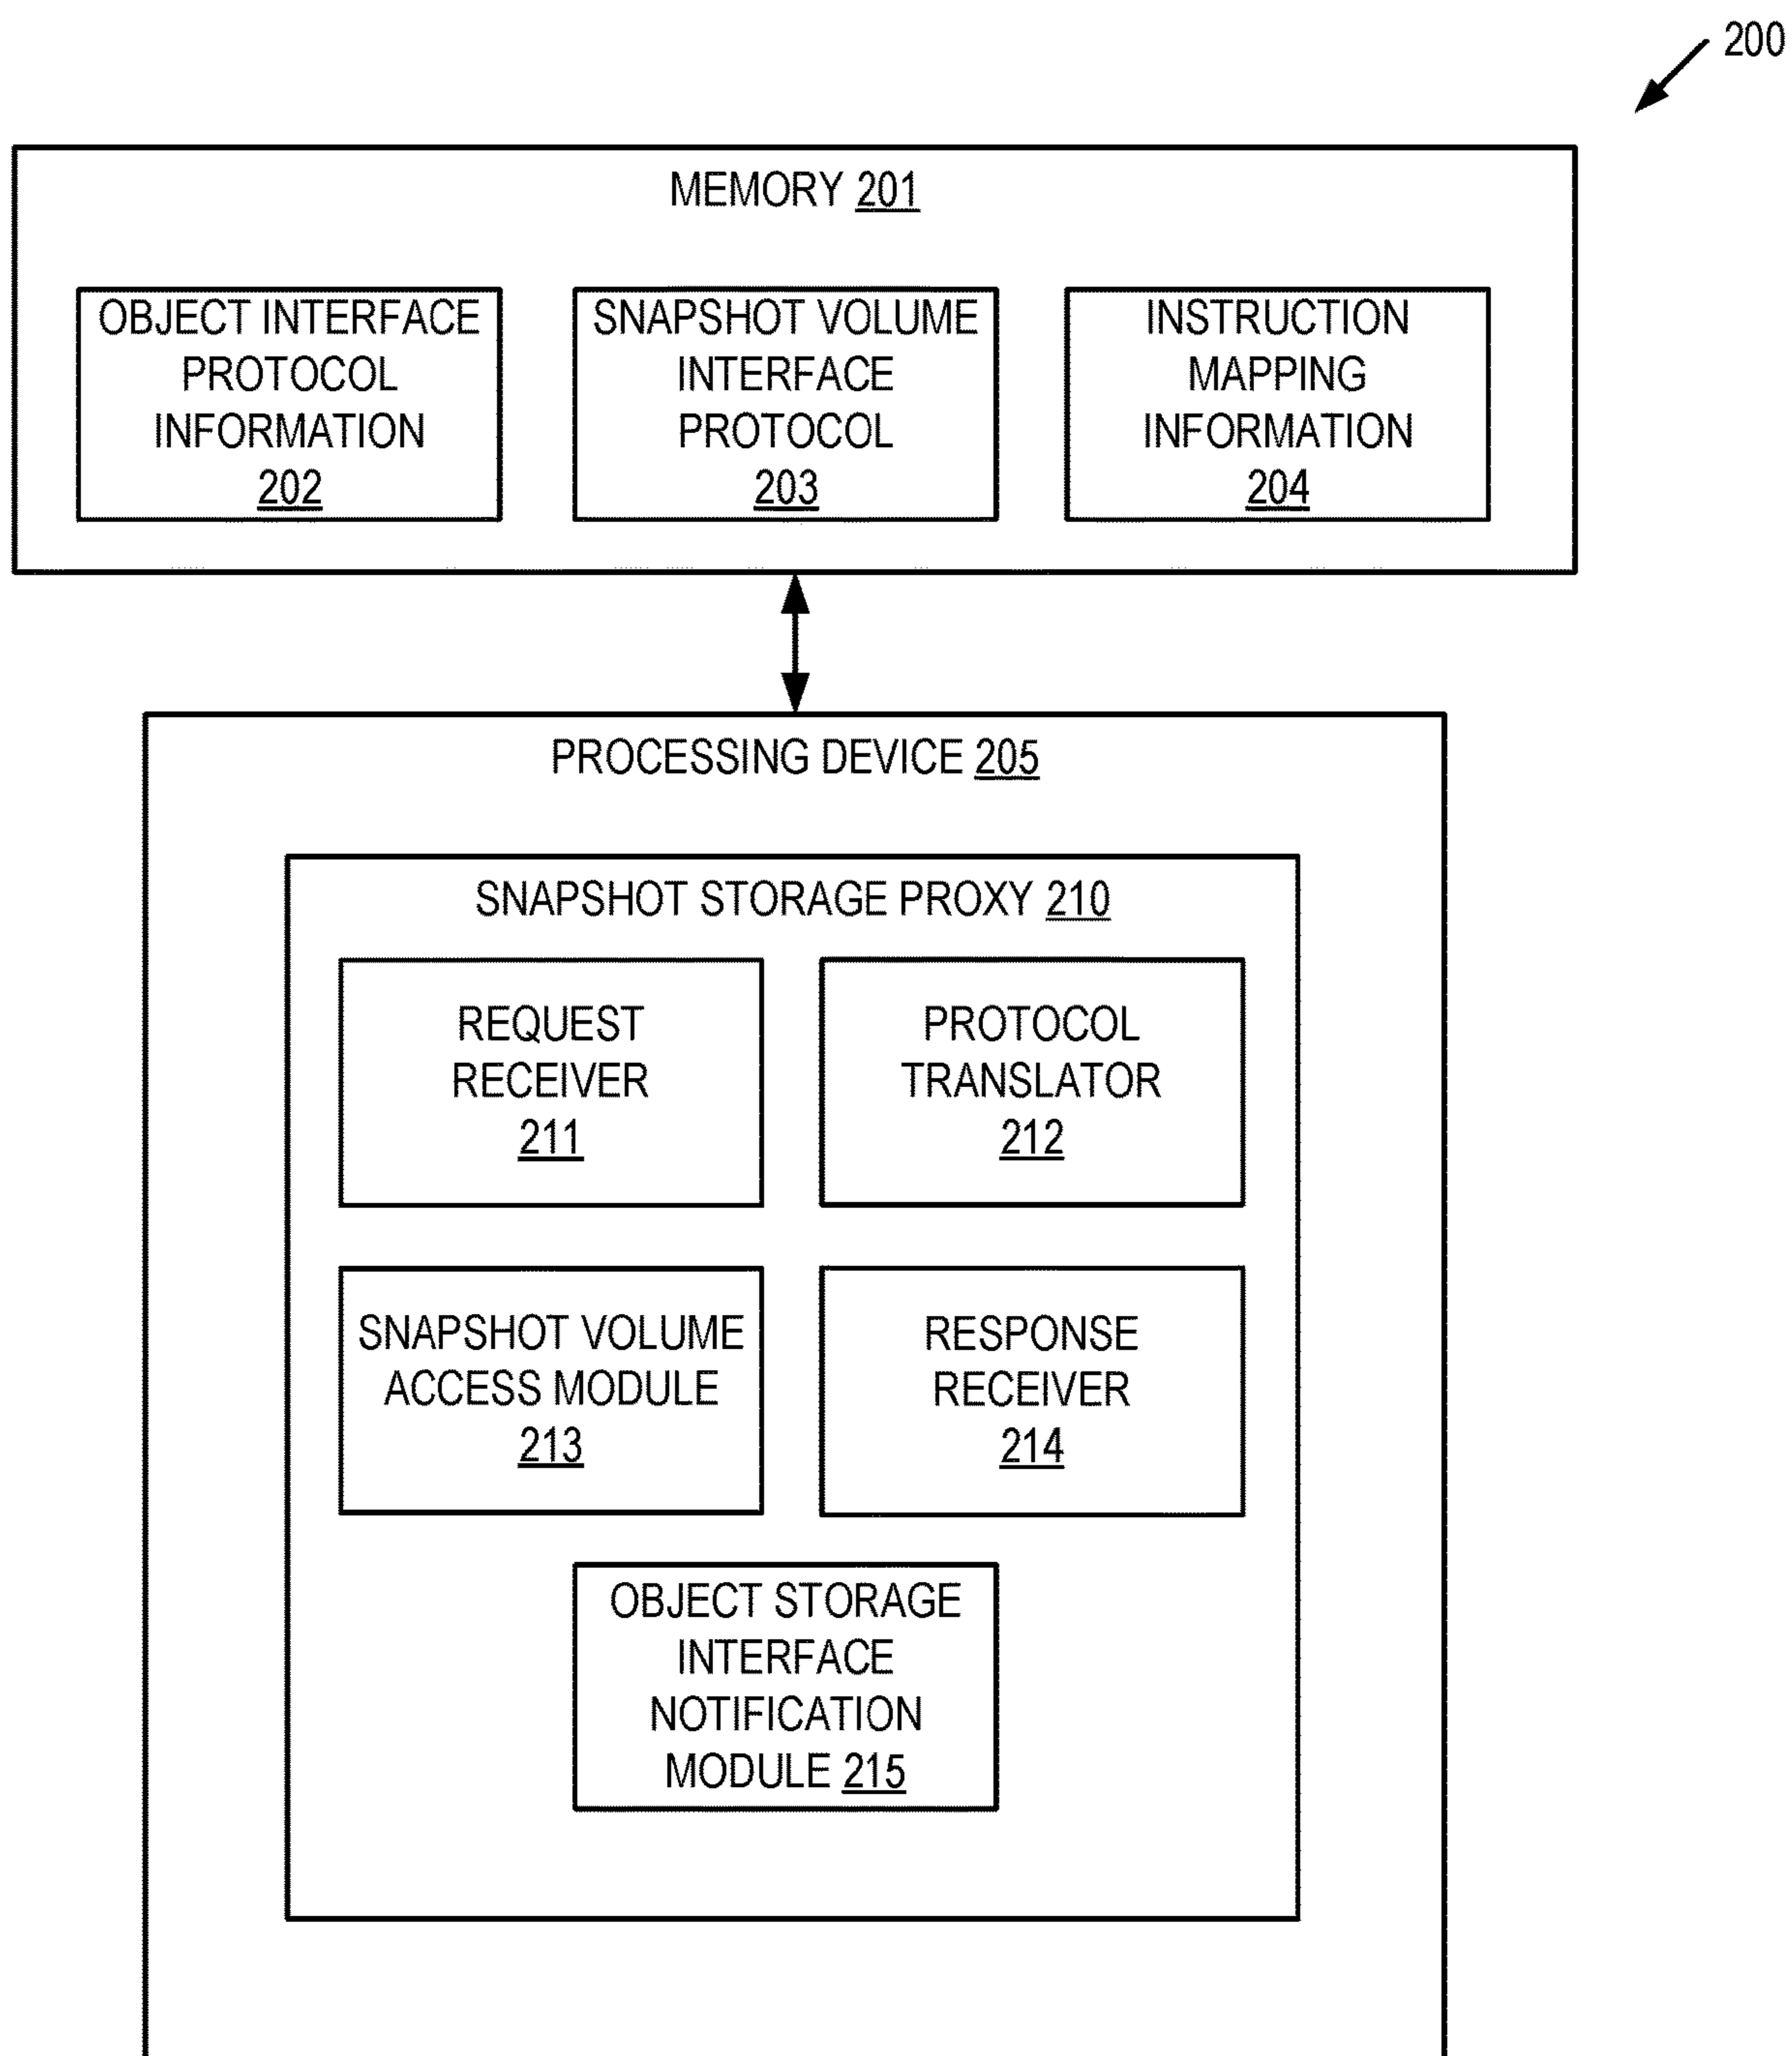 200
MEMORY 201
OBJECT INTERFACE
PROTOCOL
INFORMATION
202
SNAPSHOT VOLUME
INTERFACE
PROTOCOL
203
INSTRUCTION
MAPPING
INFORMATION
204
PROCESSING DEVICE 205
SNAPSHOT STORAGE PROXY 210
REQUEST
RECEIVER
211
PROTOCOL
TRANSLATOR
212
SNAPSHOT VOLUME
ACCESS MODULE
213
RESPONSE
RECEIVER
214
OBJECT STORAGE
INTERFACE
NOTIFICATION
MODULE 215